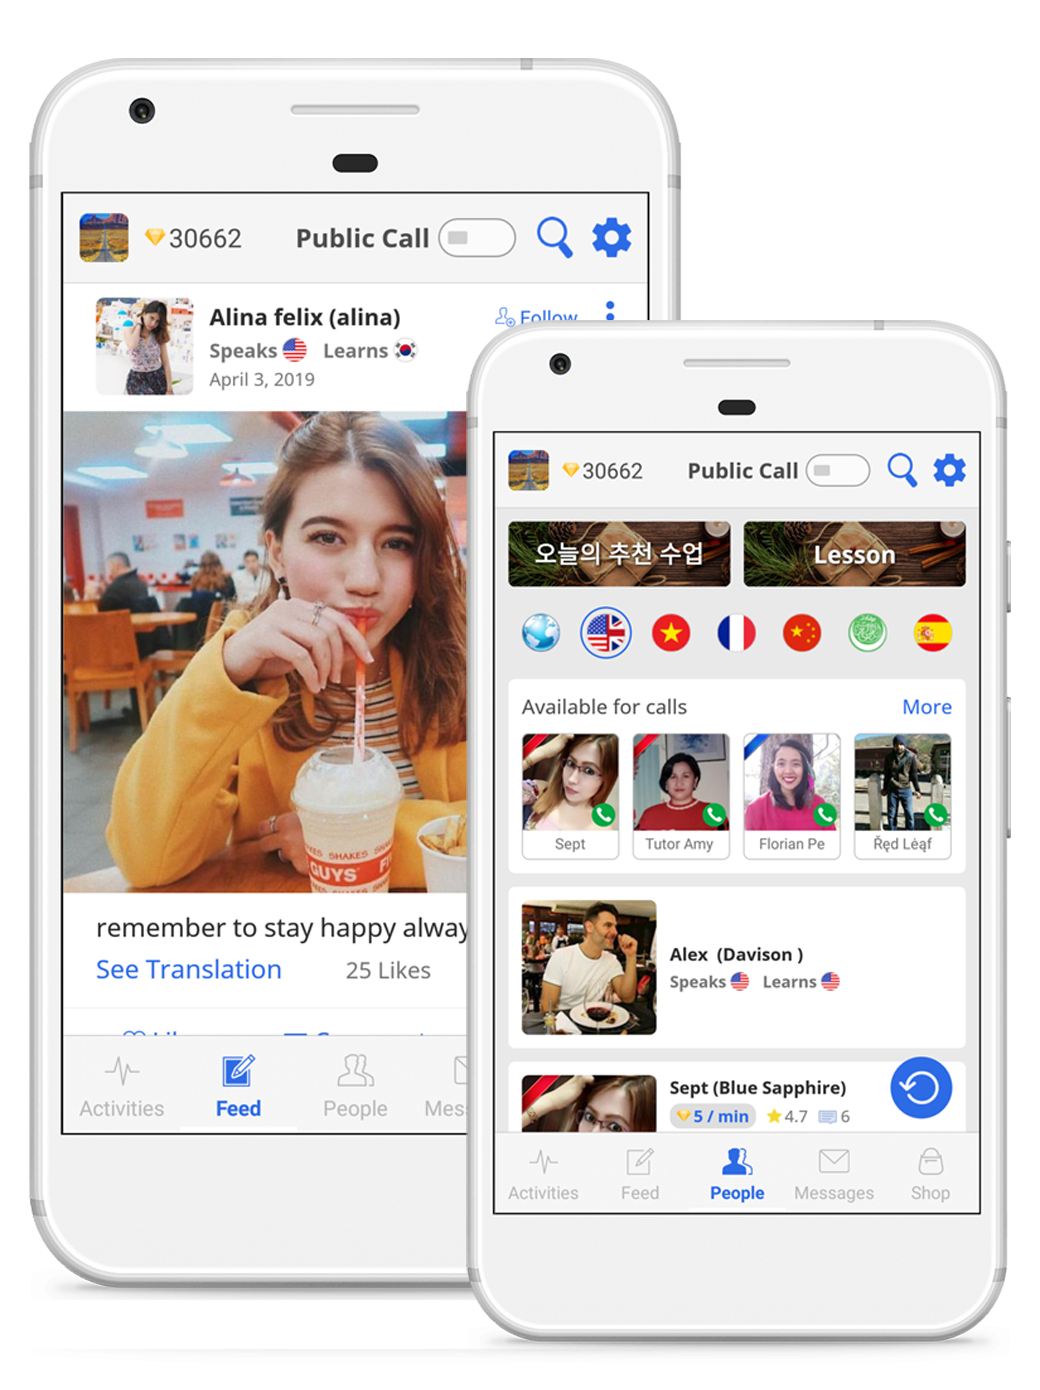 30662 Public Call
Alina felix (alina) Follow
Speaks Learns
April 3, 2019
SHAKES SHAKES
GUYS
remember to stay happy alway
See Translation 25 Likes
Activities Feed People Mes
30662 Public Call
오늘의 추천 수업 Lesson
Available for calls More
Sept Tutor Amy Florian Pe Ŗęd Lėąf
Alex (Davison )
Speaks Learns
Sept (Blue Sapphire)
5 / min 4.7 6
Activities Feed People Messages Shop